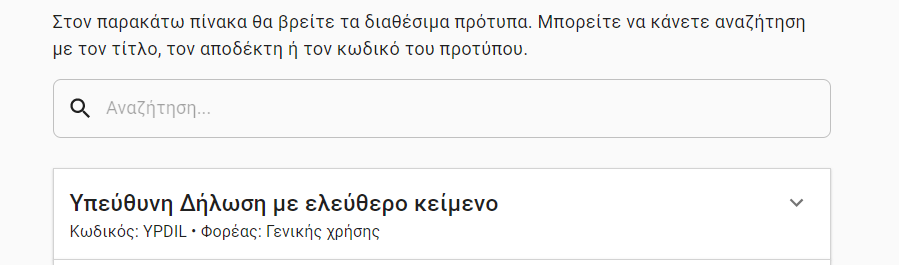 Στον παρακάτω πίνακα θα βρείτε τα διαθέσιμα πρότυπα. Μπορείτε να κάνετε αναζήτηση
με τον τίτλο, τον αποδέκτη ή τον κωδικό του προτύπου.
Αναζήτηση...
Υπεύθυνη Δήλωση με ελεύθερο κείμενο
Κωδικός: YPDIL • Φορέας: Γενικής χρήσης